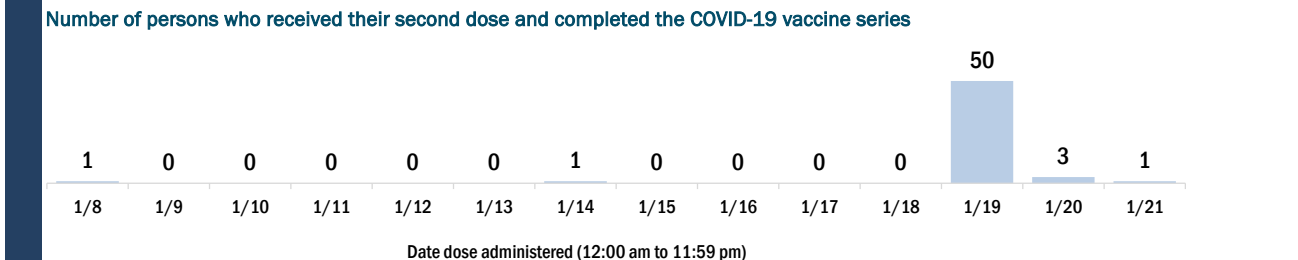 Number of persons who received their second dose and completed the COVID-19 vaccine series
50
1 0 0 0 0 0 1 0 0 0 0 3 1
1/8 1/9 1/10 1/11 1/12 1/13 1/14 1/15 1/16 1/17 1/18 1/19 1/20 1/21
Date dose administered (12:00 am to 11:59 pm)